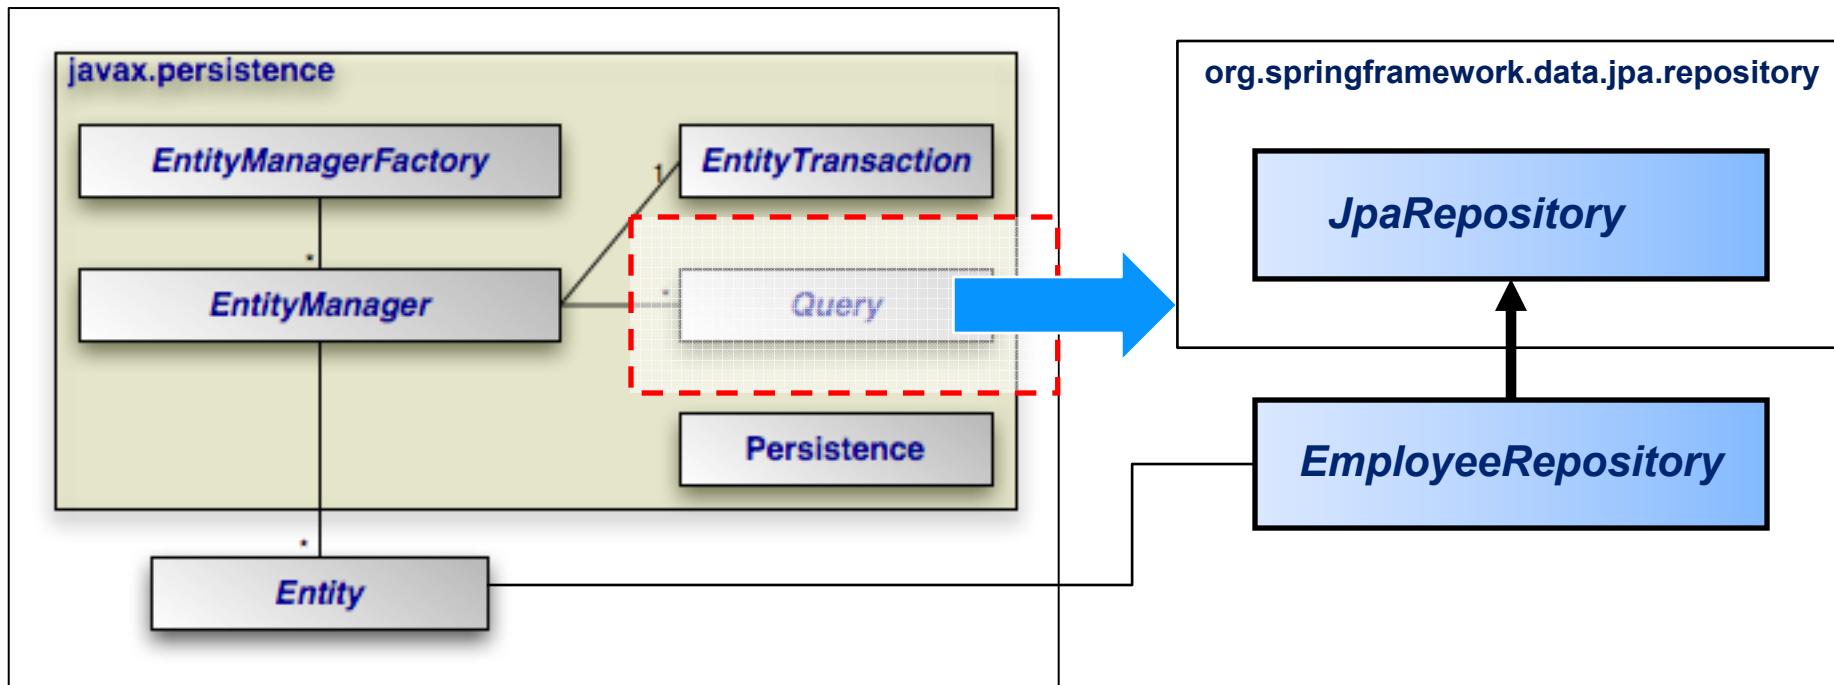 javax.persistence
EntityManagerFactory
EntityTransaction
1
*
EntityManager
*
Query
Persistence
*
Entity
org.springframework.data.jpa.repository
JpaRepository
EmployeeRepository